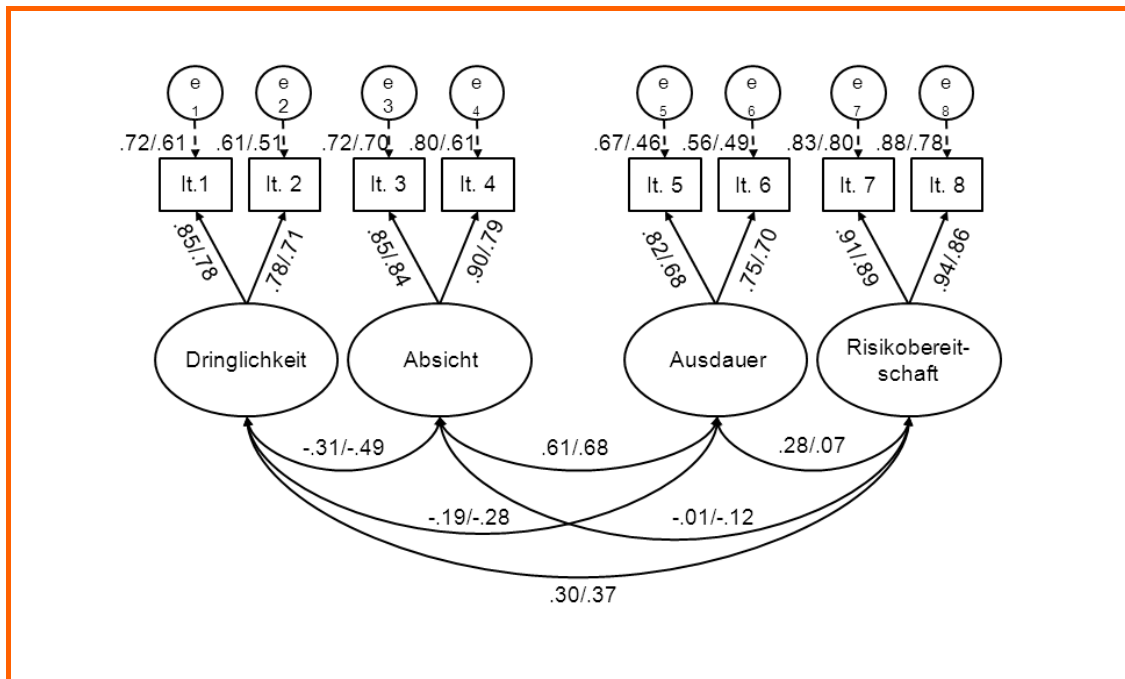 e 1
e 2
e 3
e 4
e 5
e 6
e 7
e 8
.72/.61
.61/.51
.72/.70
.80/.61
.67/.46
.56/.49
.83/.80
.88/.78
It.1
It. 2
It. 3
It. 4
It. 5
It. 6
It. 7
It. 8
.85/.78
.78/.71
.85/.84
.90/.79
.82/.68
.75/.70
.91/.89
.94/.86
Dringlichkeit
Absicht
Ausdauer
Risikobereit-
schaft
-.31/-.49
.61/.68
.28/.07
-.19/-.28
-.01/-.12
.30/.37